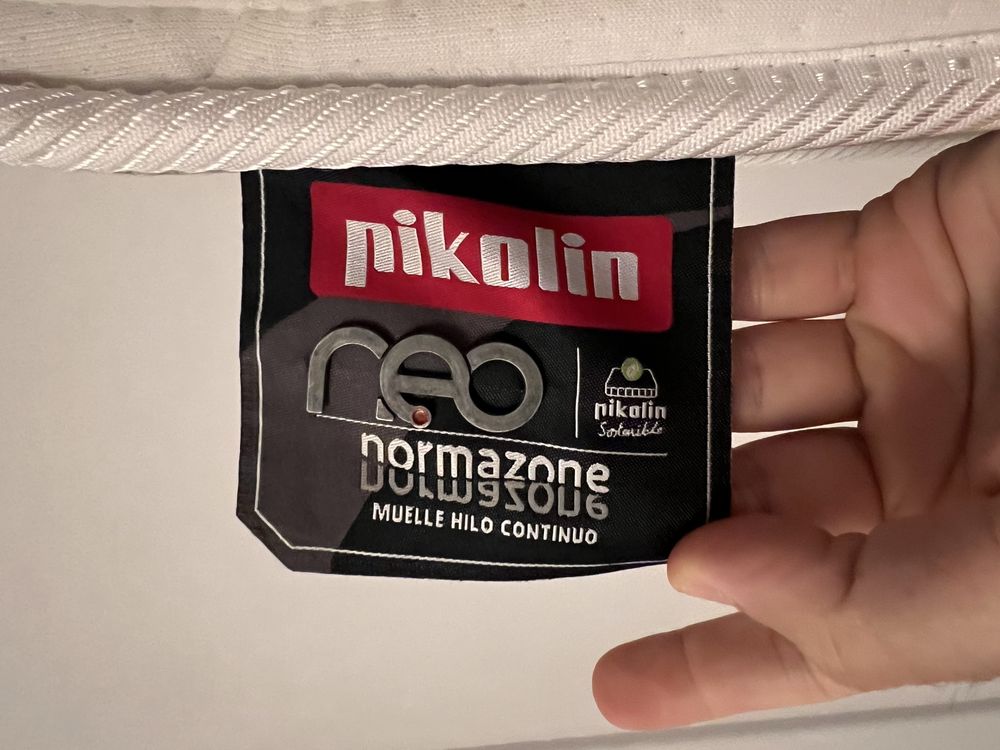 pikolin
neo
pikolin
Sostenible
normazone
MUELLE HILO CONTINUO